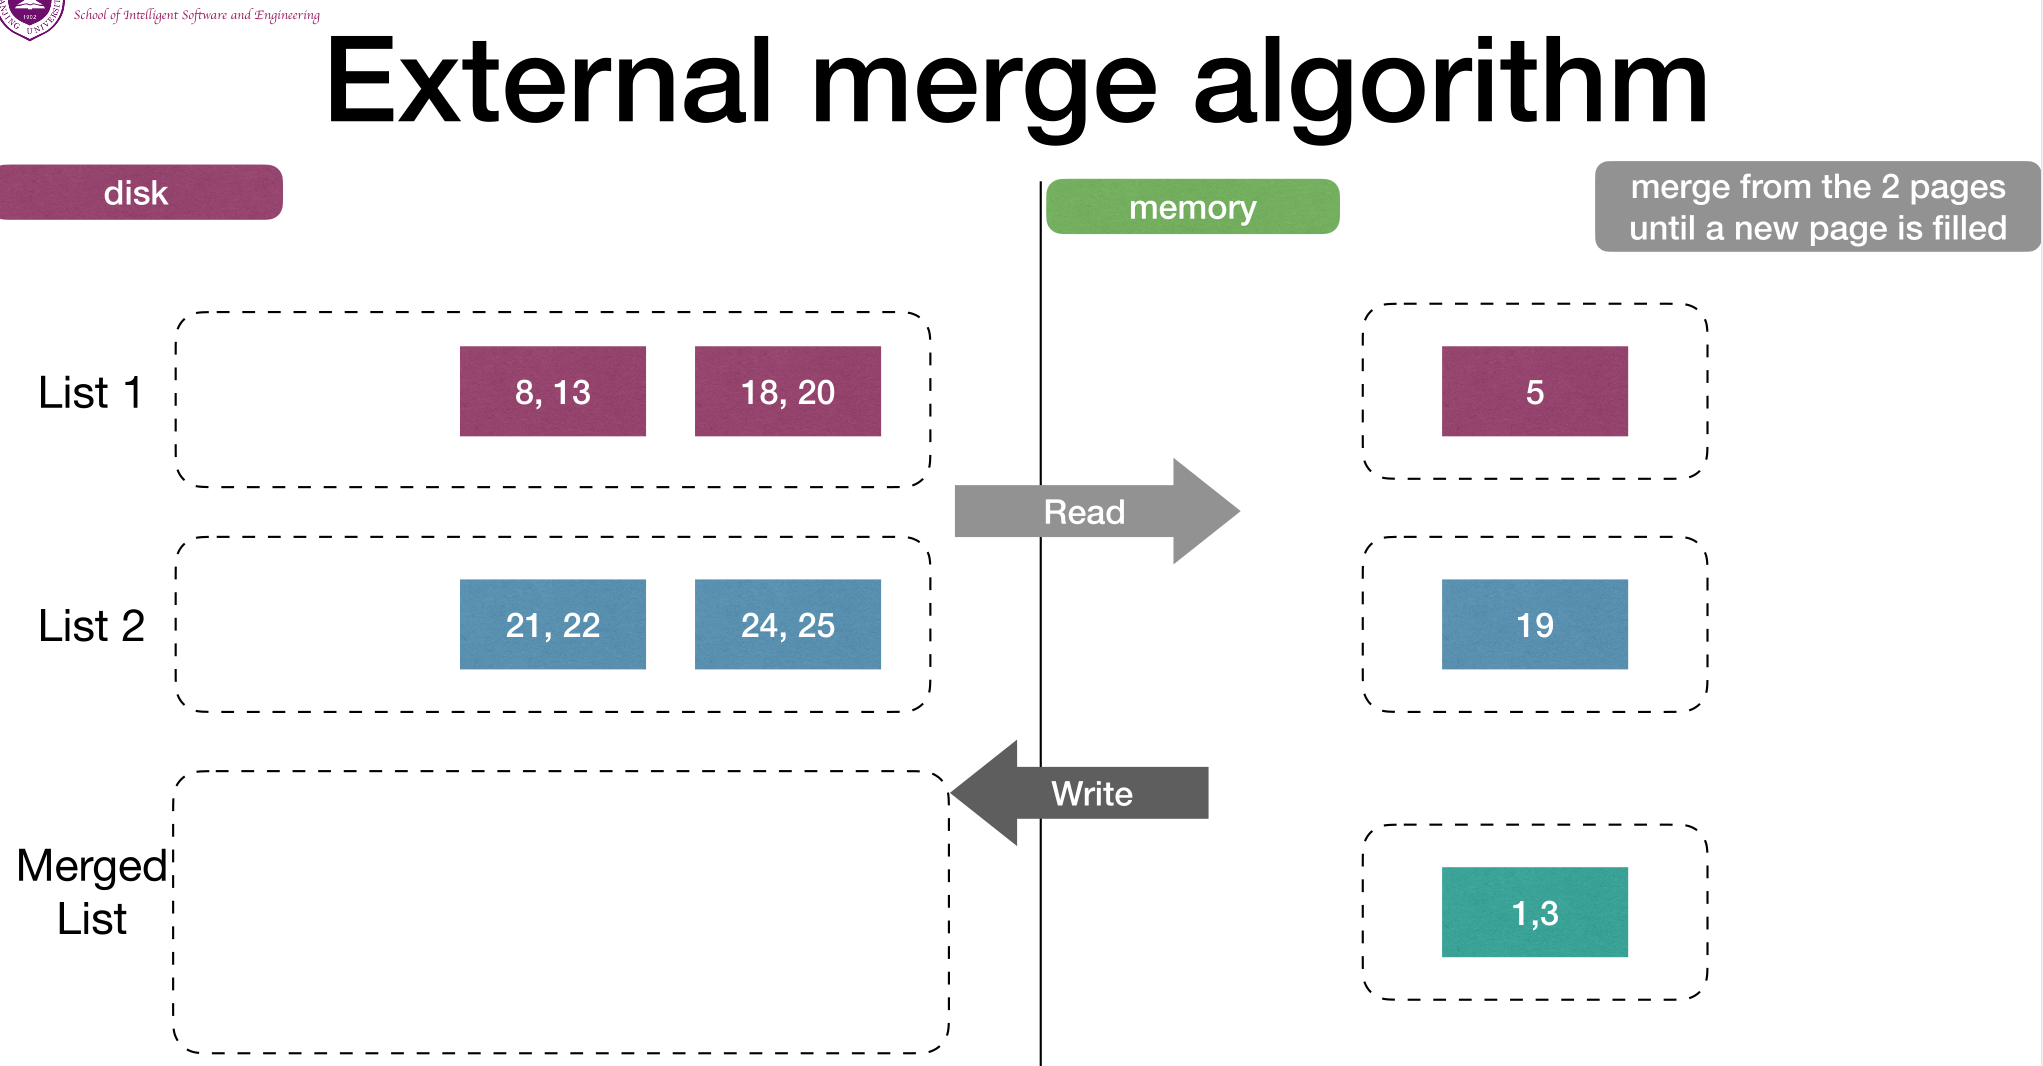 1902
School of Intelligent Software and Engineering
External merge algorithm
disk
memory
merge from the 2 pages
until a new page is filled
List 1
8, 13
18, 20
5
Read
List 2
21, 22
24, 25
19
Write
Merged
List
1,3